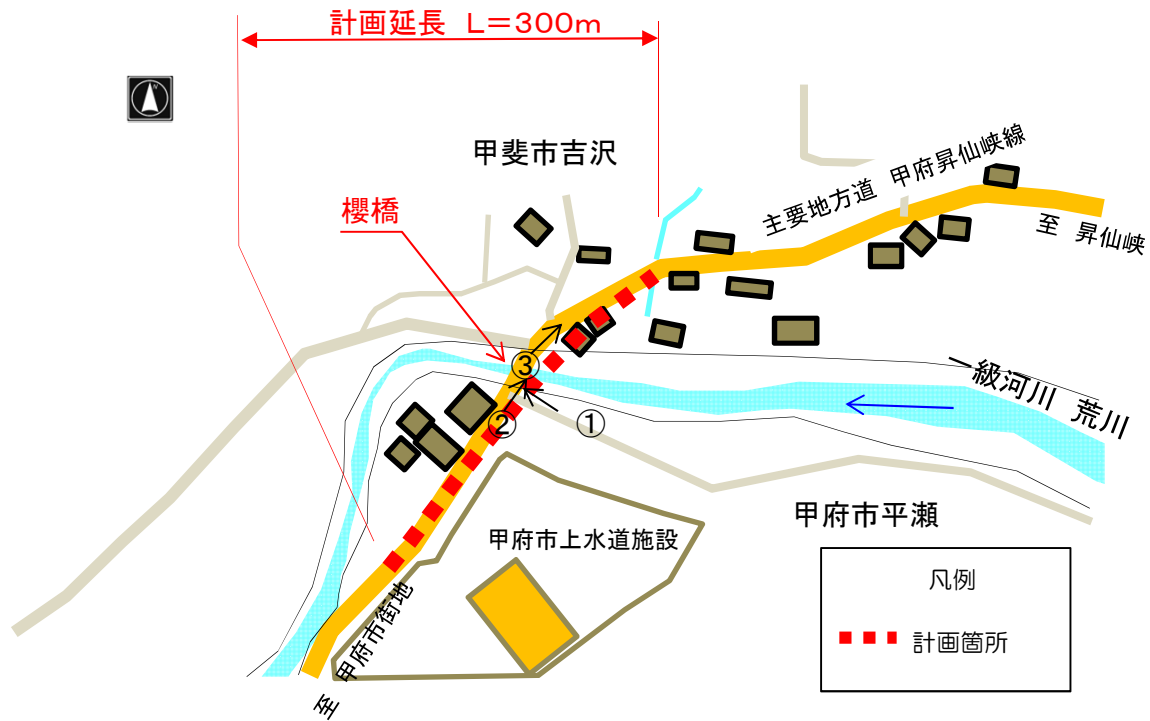 計画延長 L=300m
N
甲斐市吉沢
主要地方道 甲府昇仙峡線
至 昇仙峡
櫻橋
③
②
①
一級河川 荒川
甲府市平瀬
甲府市上水道施設
至 甲府市街地
凡例
計画箇所